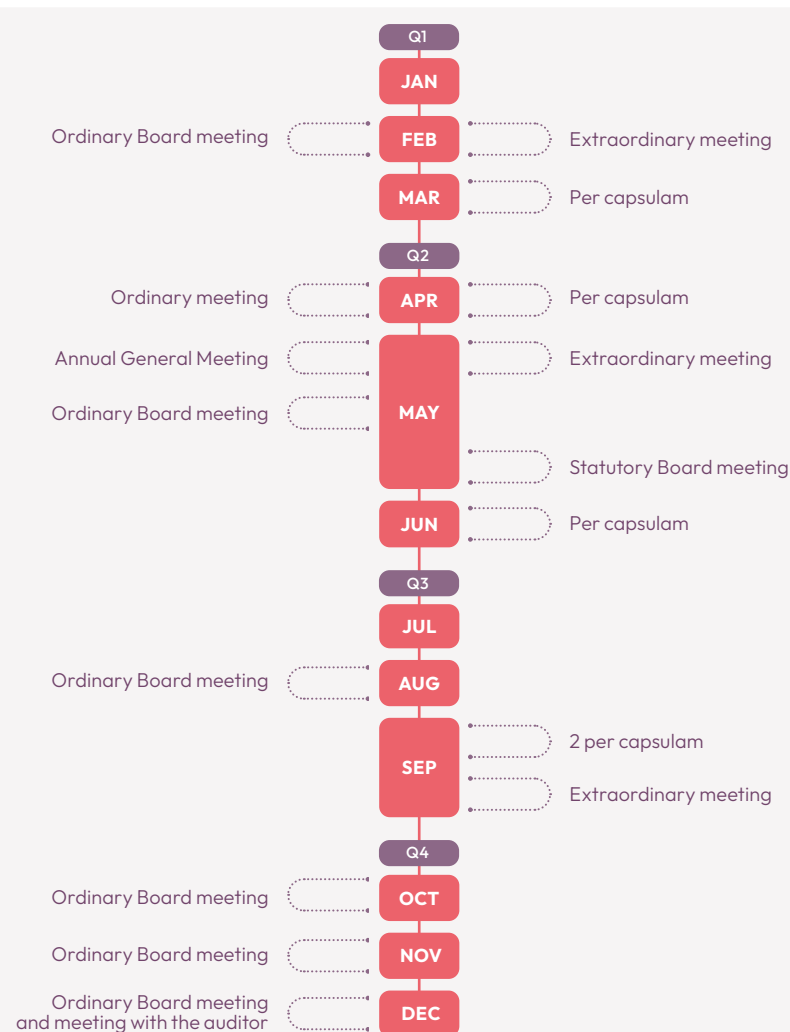 Q1
JAN
Ordinary Board meeting
FEB
Extraordinary meeting
MAR
Per capsulam
Q2
Ordinary meeting
APR
Per capsulam
Annual General Meeting
Extraordinary meeting
Ordinary Board meeting
MAY
Statutory Board meeting
JUN
Per capsulam
Q3
JUL
Ordinary Board meeting
AUG
2 per capsulam
SEP
Extraordinary meeting
Q4
Ordinary Board meeting
OCT
Ordinary Board meeting
NOV
Ordinary Board meeting
and meeting with the auditor
DEC